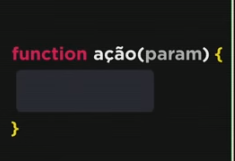 function ação(param) {
}